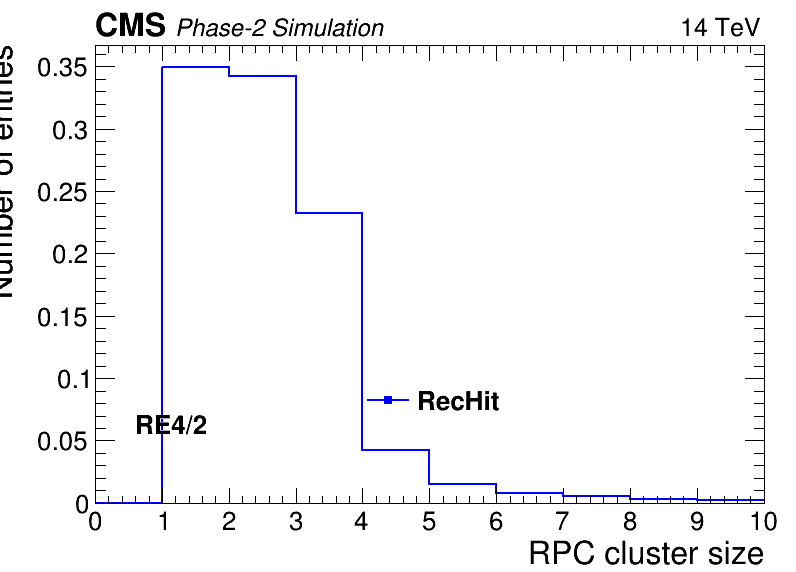 CMS Phase-2 Simulation 14 TeV
Number of entries
0.35
0.3
0.25
0.2
0.15
0.1
RecHit
RE4/2
0.05
0
0 1 2 3 4 5 6 7 8 9 10
RPC cluster size